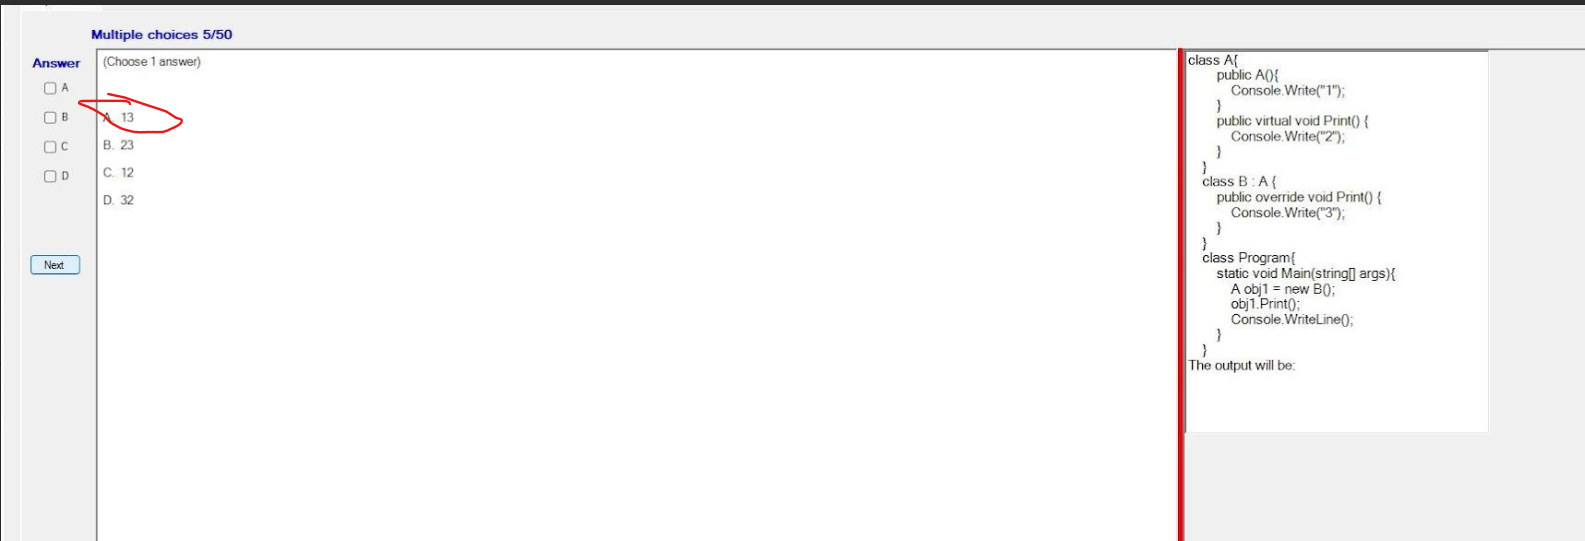 Multiple choices 5/50
Answer
A
B
C
D
Next
(Choose 1 answer)
A. 13
B. 23
C. 12
D. 32
class A{
public A(){
Console.Write("1");
}
public virtual void Print() {
Console.Write("2");
}
}
class B : A {
public override void Print() {
Console.Write("3");
}
}
class Program{
static void Main(string[] args){
A obj1 = new B();
obj1.Print();
Console.WriteLine();
}
}
The output will be: